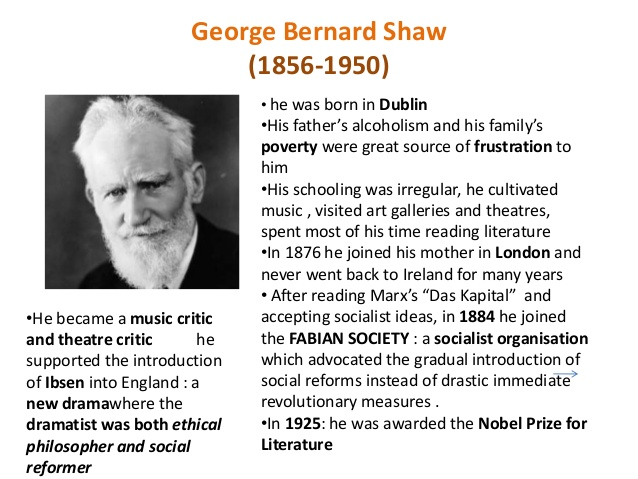 George Bernard Shaw
(1856-1950)
• he was born in Dublin
•His father's alcoholism and his family's
poverty were great source of frustration to
him
•His schooling was irregular, he cultivated
music , visited art galleries and theatres,
spent most of his time reading literature
•In 1876 he joined his mother in London and
never went back to Ireland for many years
• After reading Marx's “Das Kapital” and
accepting socialist ideas, in 1884 he joined
the FABIAN SOCIETY : a socialist organisation
which advocated the gradual introduction of
social reforms instead of drastic immediate
revolutionary measures .
•In 1925: he was awarded the Nobel Prize for
Literature
•He became a music critic
and theatre critic he
supported the introduction
of Ibsen into England : a
new dramawhere the
dramatist was both ethical
philosopher and social
reformer